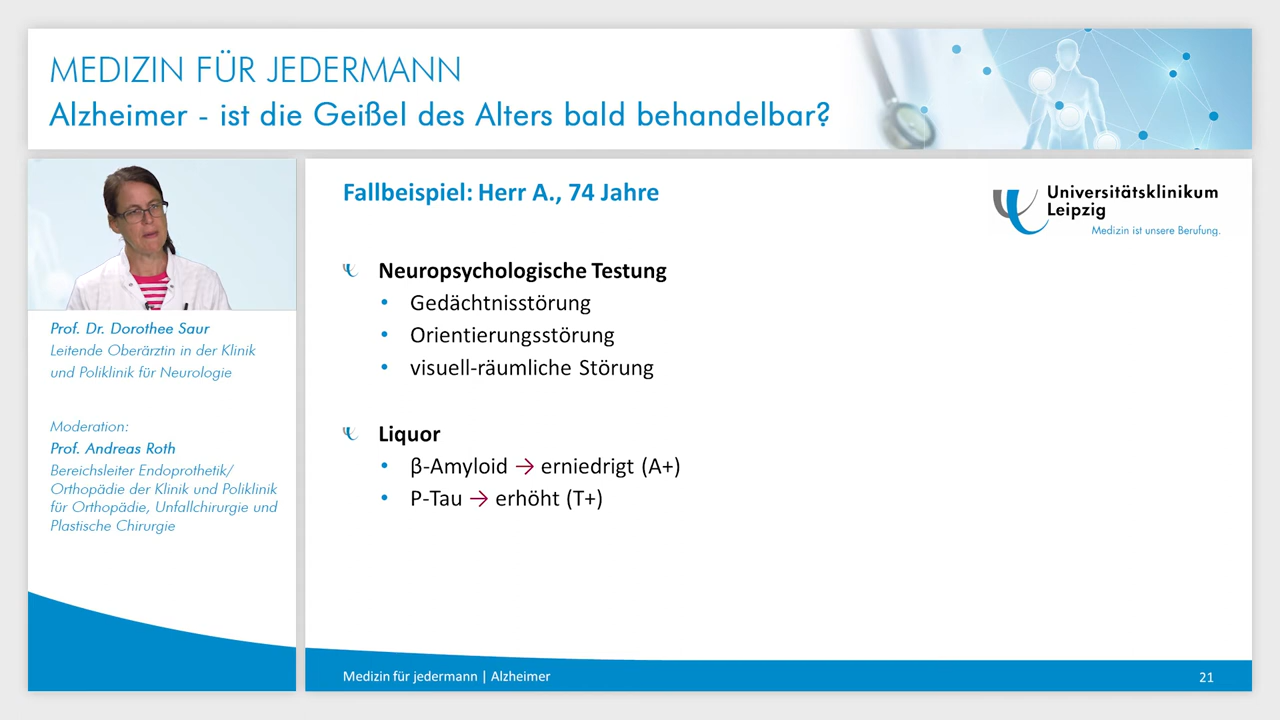 MEDIZIN FÜR JEDERMANN
Alzheimer - ist die Geißel des Alters bald behandelbar?
Prof. Dr. Dorothee Saur
Leitende Oberärztin in der Klinik
und Poliklinik für Neurologie
Moderation:
Prof. Andreas Roth
Bereichsleiter Endoprothetik/
Orthopädie der Klinik und Poliklinik
für Orthopädie, Unfallchirurgie und
Plastische Chirurgie
Fallbeispiel: Herr A., 74 Jahre
Universitätsklinikum
Leipzig
Medizin ist unsere Berufung.
Neuropsychologische Testung
• Gedächtnisstörung
• Orientierungsstörung
• visuell-räumliche Störung
Liquor
• β-Amyloid → erniedrigt (A+)
• P-Tau → erhöht (T+)
Medizin für jedermann | Alzheimer
21